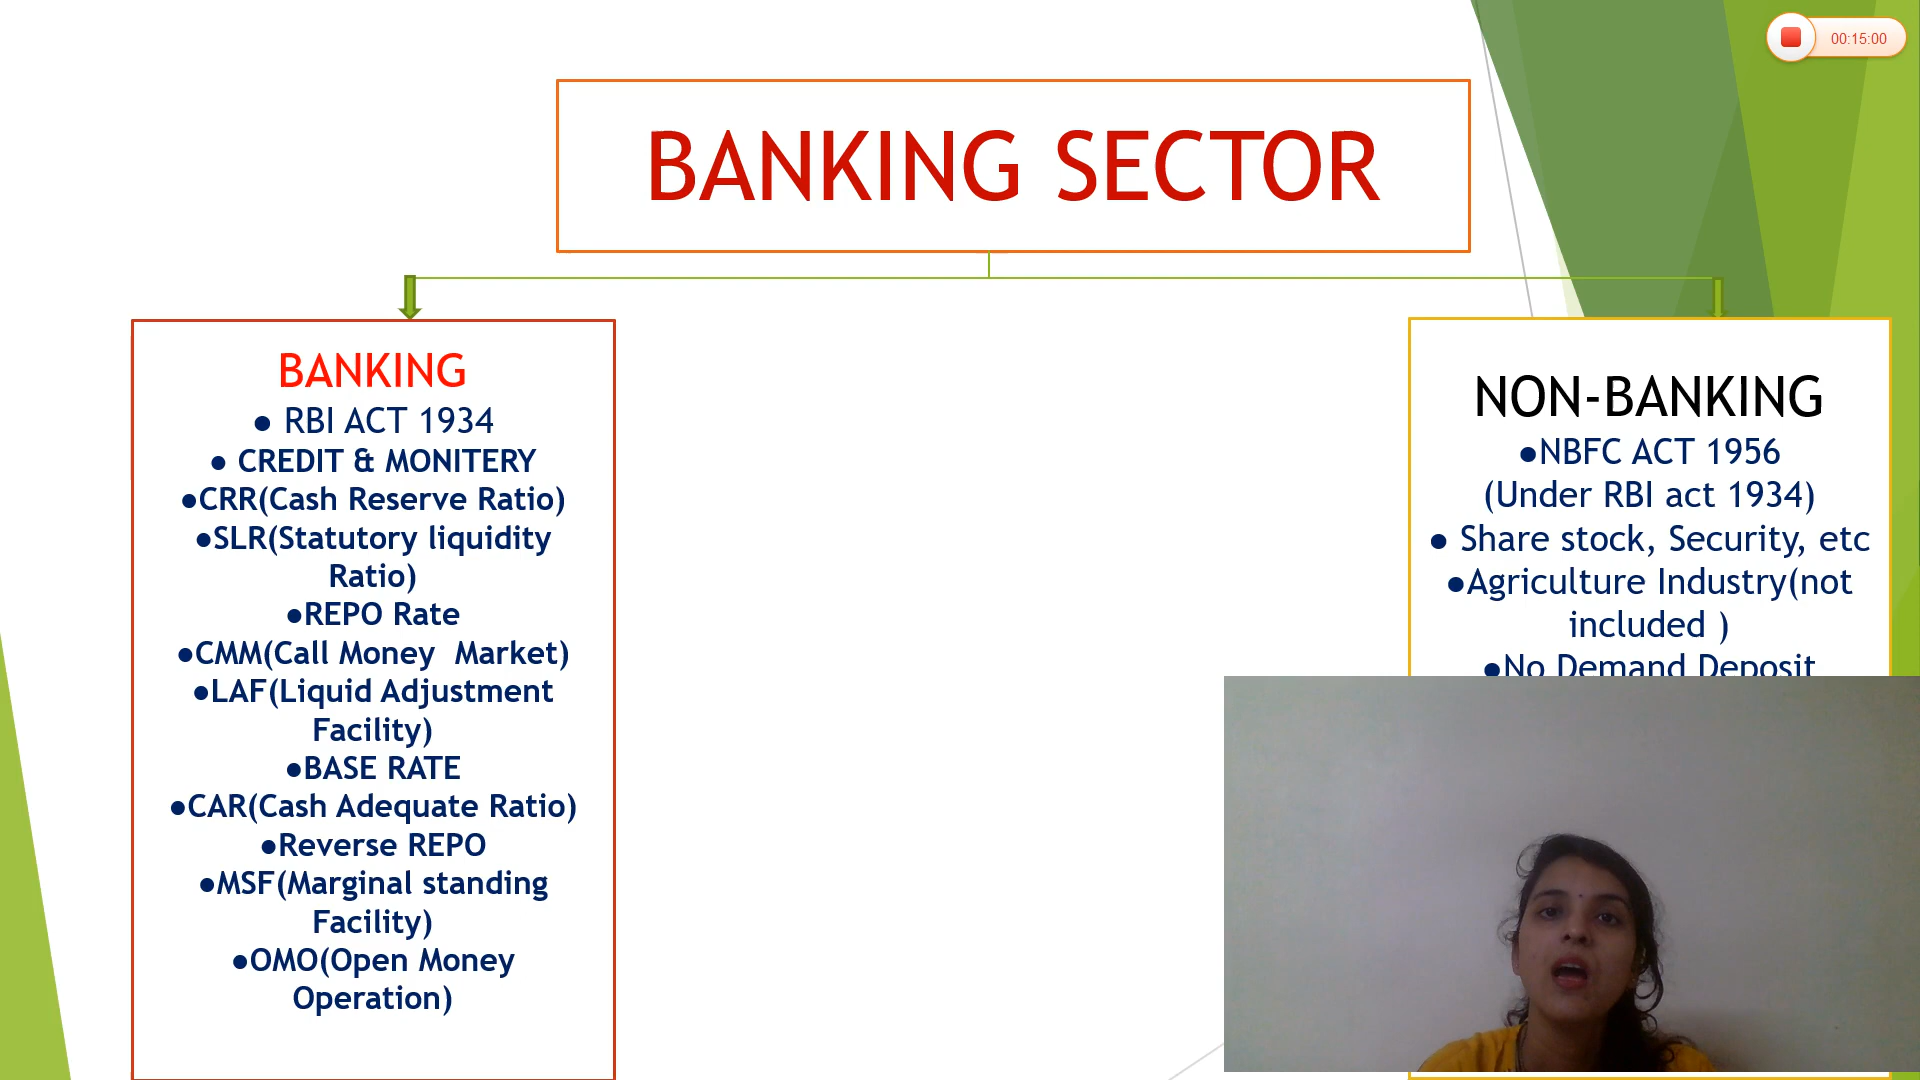 00:15:00
BANKING SECTOR
BANKING
● RBI ACT 1934
● CREDIT & MONITERY
●CRR(Cash Reserve Ratio)
●SLR(Statutory liquidity
Ratio)
●REPO Rate
●CMM(Call Money  Market)
●LAF(Liquid Adjustment
Facility)
●BASE RATE
●CAR(Cash Adequate Ratio)
●Reverse REPO
●MSF(Marginal standing
Facility)
●OMO(Open Money
Operation)
NON-BANKING
●NBFC ACT 1956
(Under RBI act 1934)
● Share stock, Security, etc
●Agriculture Industry(not
included )
●No Demand Deposit